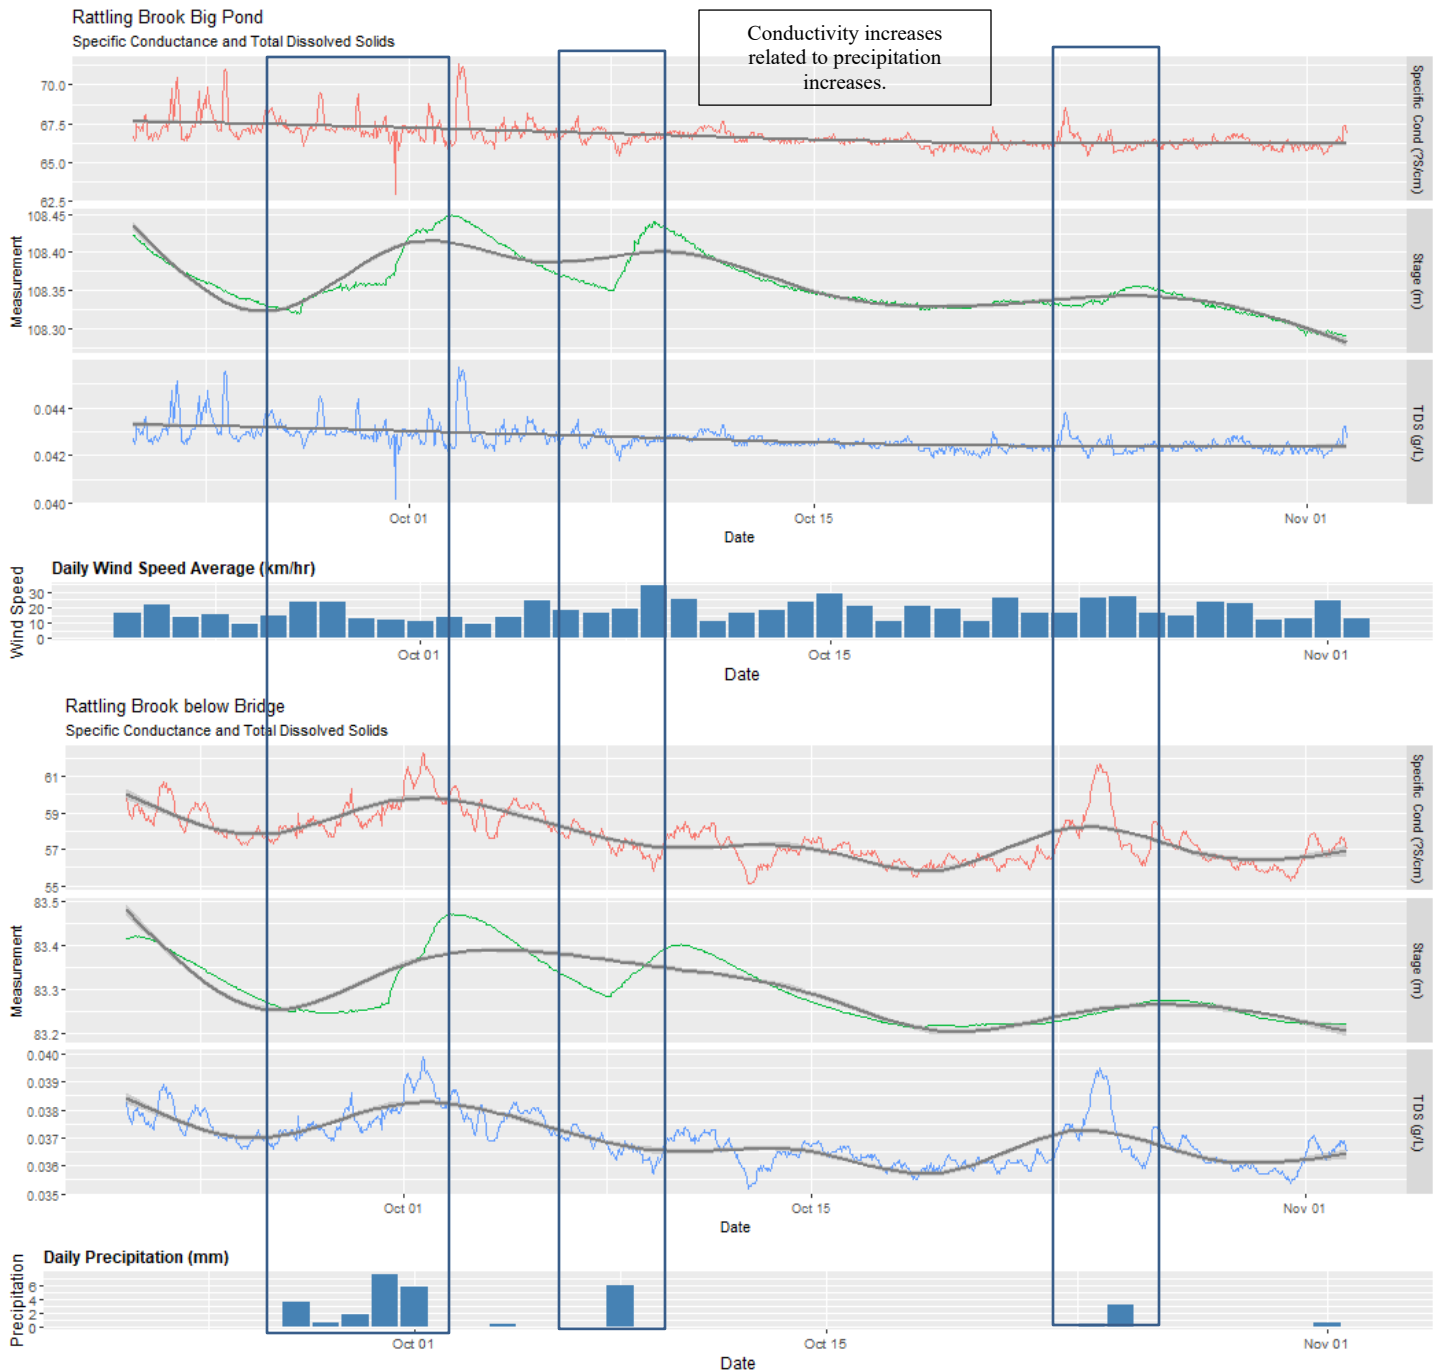 Rattling Brook Big Pond
Specific Conductance and Total Dissolved Solids
Conductivity increases
related to precipitation
increases.
70.0
67.5
65.0
62.5
Specific Cond (?S/cm)
108.45
108.40
108.35
108.30
Measurement
Stage (m)
0.044
0.042
0.040
TDS (g/L)
Oct 01
Oct 15
Nov 01
Date
Daily Wind Speed Average (km/hr)
Wind Speed
30
20
10
0
Oct 01
Oct 15
Nov 01
Date
Rattling Brook below Bridge
Specific Conductance and Total Dissolved Solids
61
59
57
55
Specific Cond (?S/cm)
83.5
83.4
83.3
83.2
Measurement
Stage (m)
0.040
0.039
0.038
0.037
0.036
0.035
TDS (g/L)
Oct 01
Oct 15
Nov 01
Date
Daily Precipitation (mm)
Precipitation
6
4
2
0
Oct 01
Oct 15
Nov 01
Date